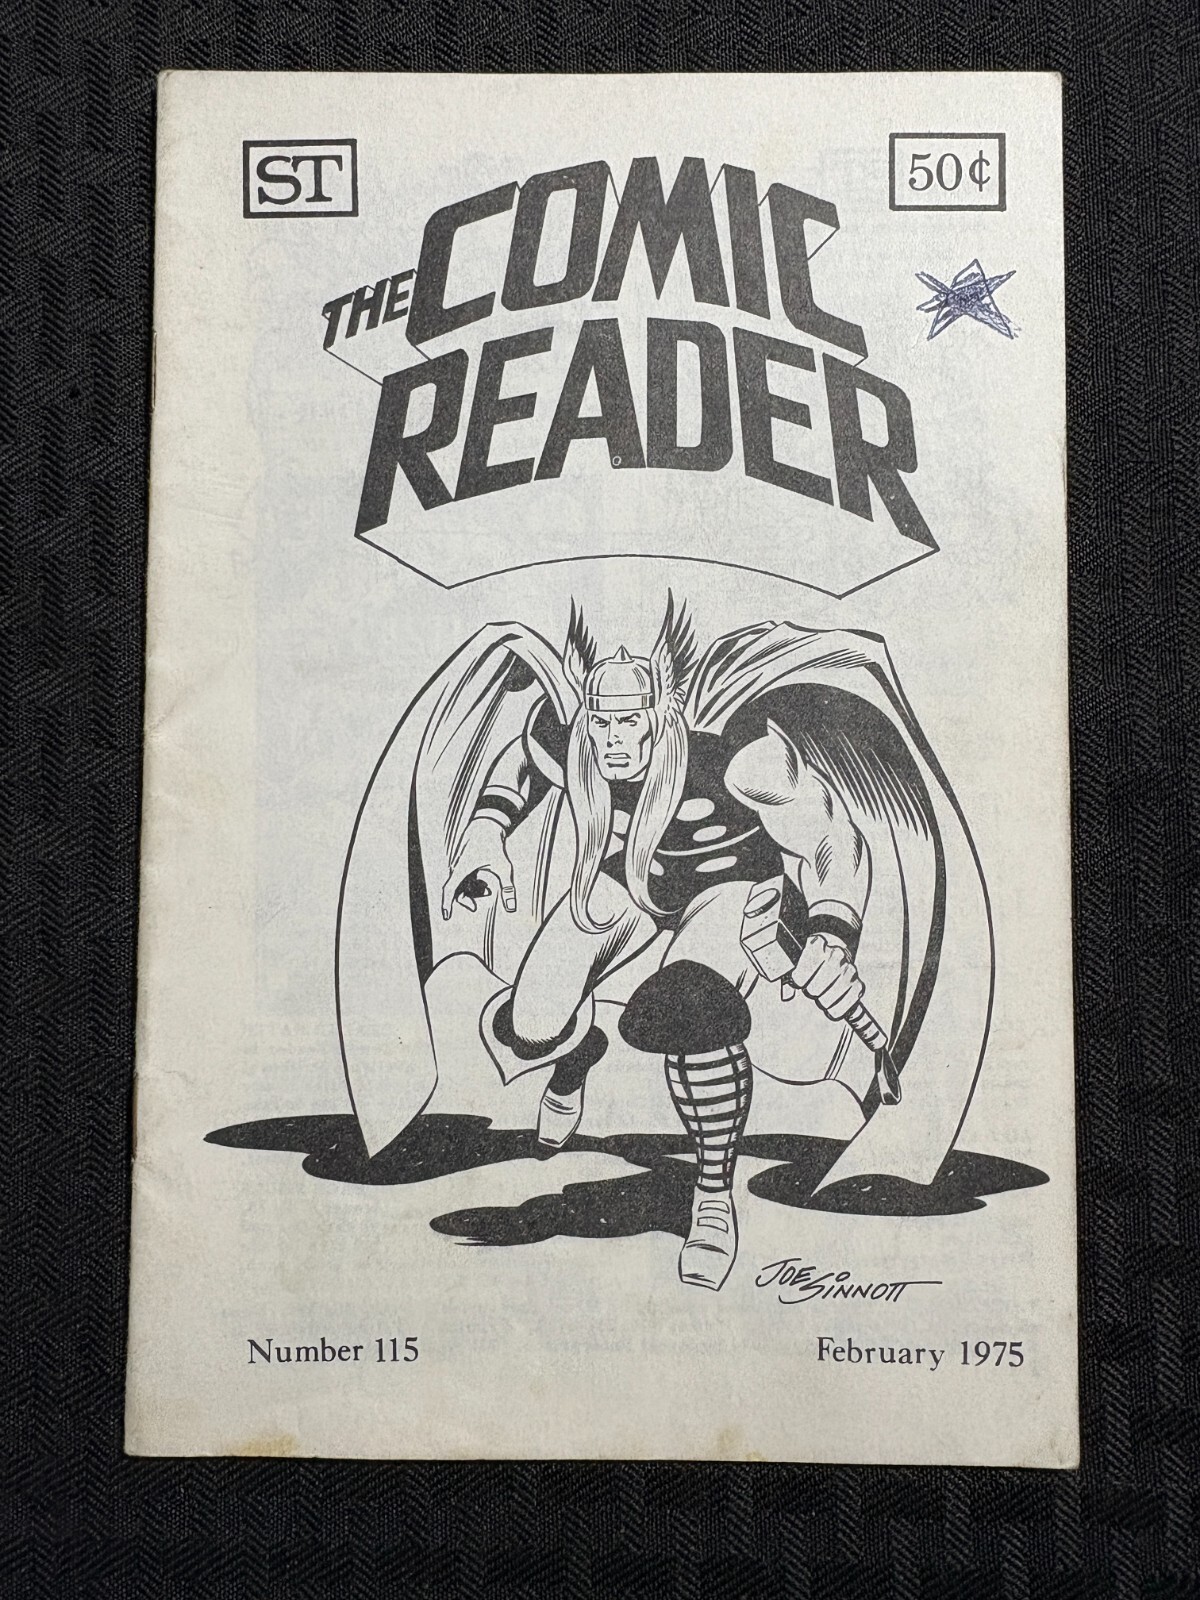 ST
50¢
THE COMIC
READER
JOE SINNOTT
Number 115
February 1975